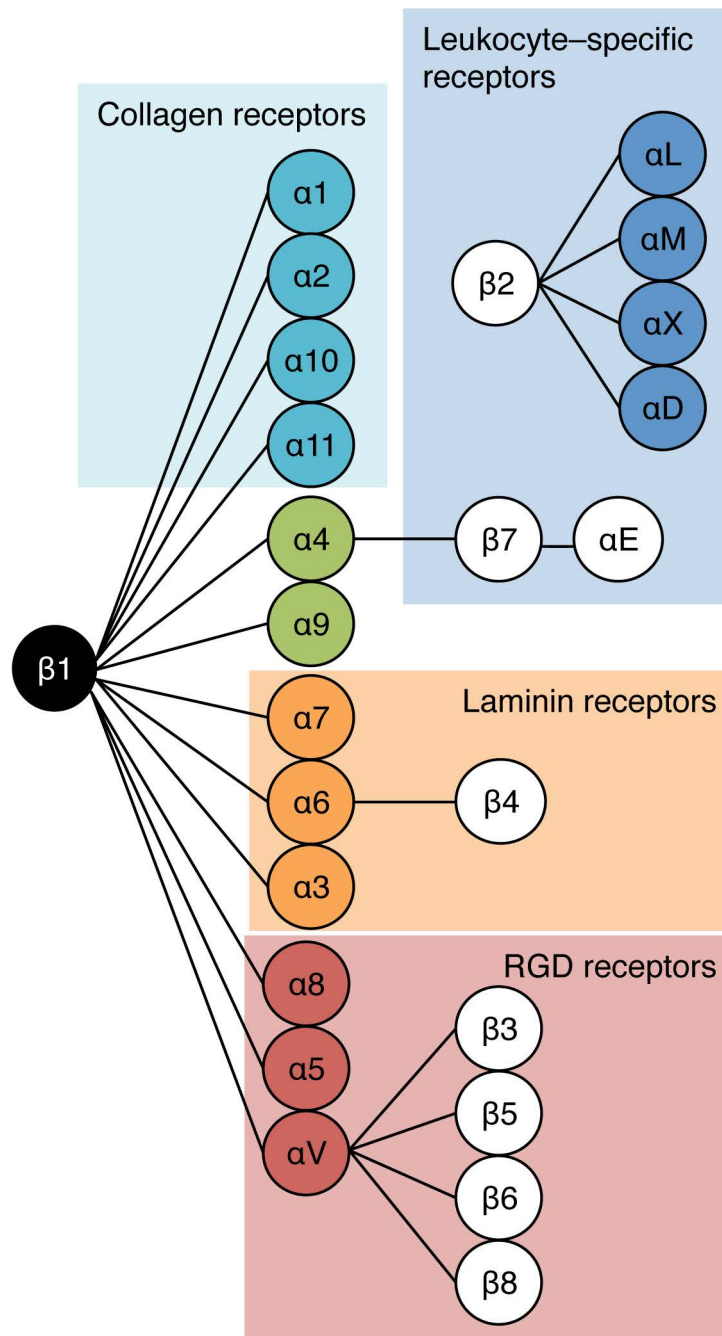 Leukocyte–specific
receptors
Collagen receptors
α1
α2
α10
α11
αL
αM
β2
αX
αD
α4
β7
αE
α9
β1
Laminin receptors
α7
α6
β4
α3
RGD receptors
α8
α5
αV
β3
β5
β6
β8